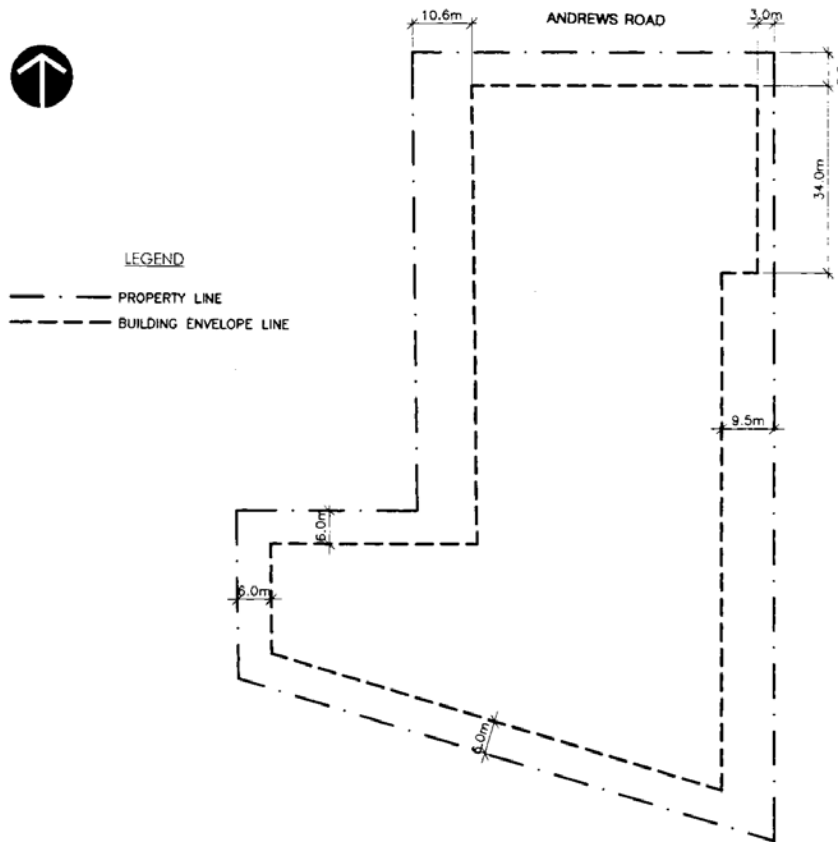 10.6m
ANDREWS ROAD
3.0m
34.0m
LEGEND
PROPERTY LINE
BUILDING ENVELOPE LINE
9.5m
6.0m
6.0m
6.0m